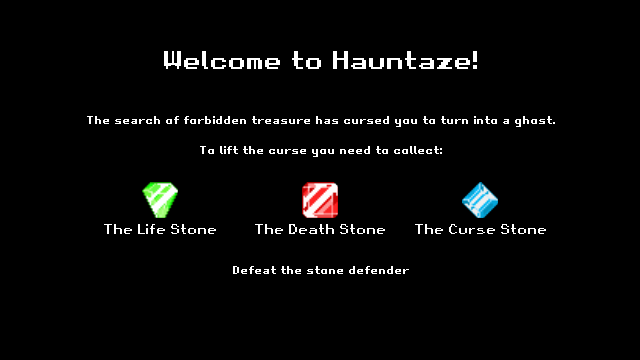 Welcome to Hauntaze!
The search of forbidden treasure has cursed you to turn into a ghost.
To lift the curse you need to collect:
The Life Stone The Death Stone The Curse Stone
Defeat the stone defender